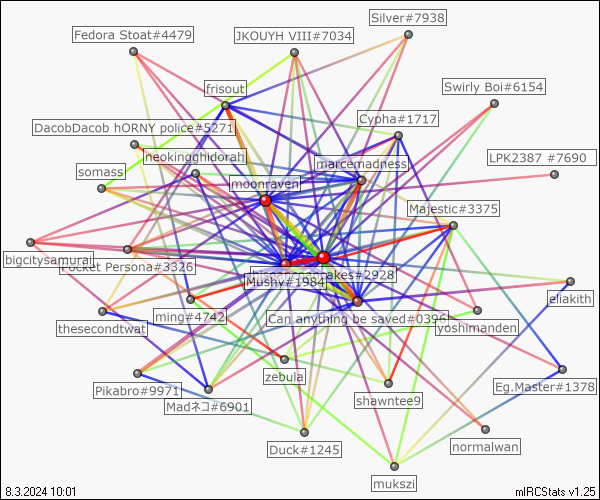 Silver#7938
Fedora Stoat#4479
JKOUYH VIII#7034
Swirly Boi#6154
frisout
Cypha#1717
DacobDacob hORNY police#5271
neokingghidorah
LPK2387 #7690
marcemadness
somass
moonraven
Majestic#3375
bigcitysamurai
Pocket Persona#3326
akes#2928
Mushy#1984
eliakith
ming#4742
Can anything be saved#0396
thesecondtwat
yoshimanden
zebula
Pikabro#9971
Eg.Master#1378
shawntee9
Madネコ#6901
Duck#1245
normalwan
mukszi
8.3.2024 10:01
mIRCStats v1.25